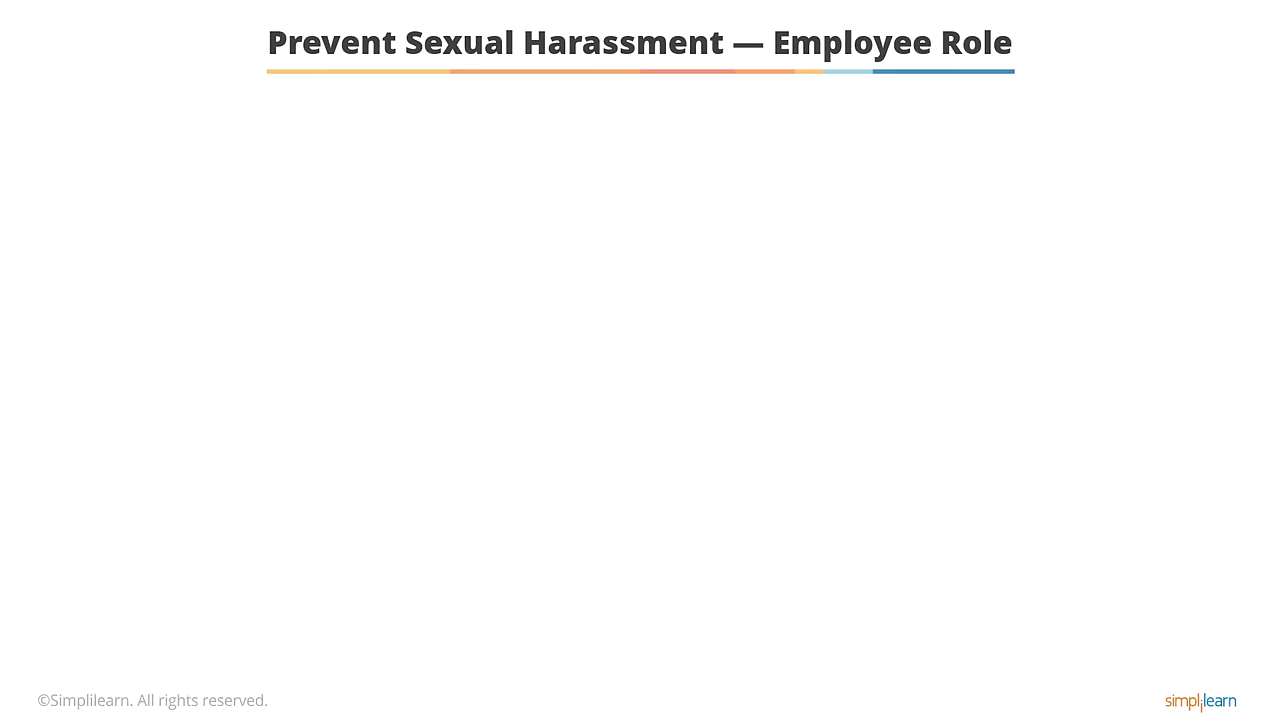 Prevent Sexual Harassment — Employee Role
©Simplilearn. All rights reserved.
simplilearn